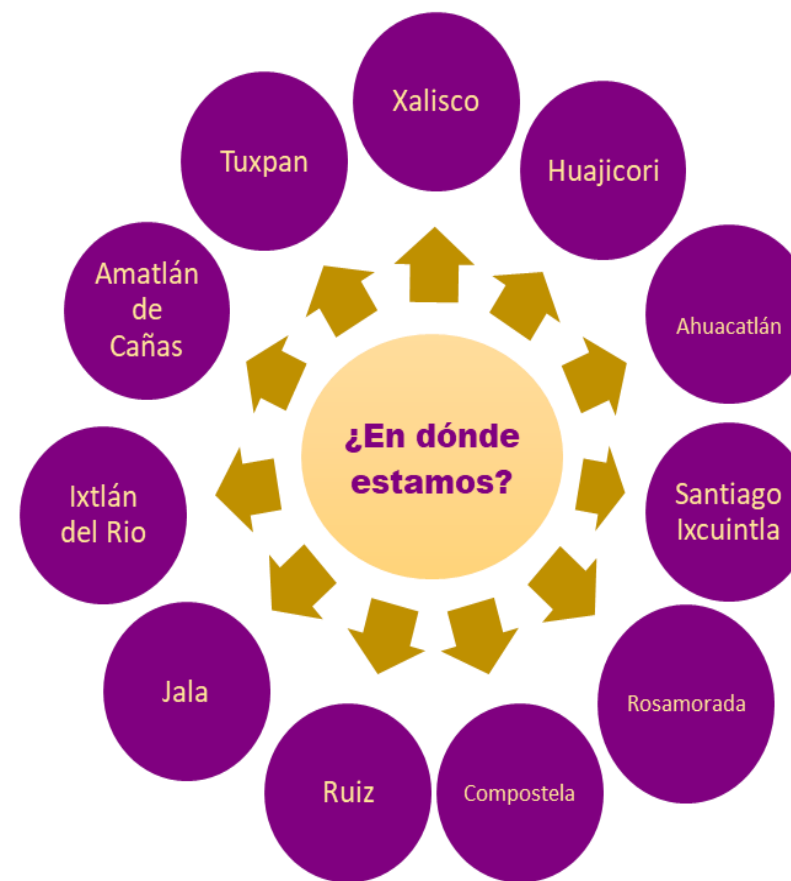 ¿En dónde
estamos?
Xalisco
Huajicori
Ahuacatlán
Santiago
Ixcuintla
Rosamorada
Compostela
Ruiz
Jala
Ixtlán
del Rio
Amatlán
de
Cañas
Tuxpan